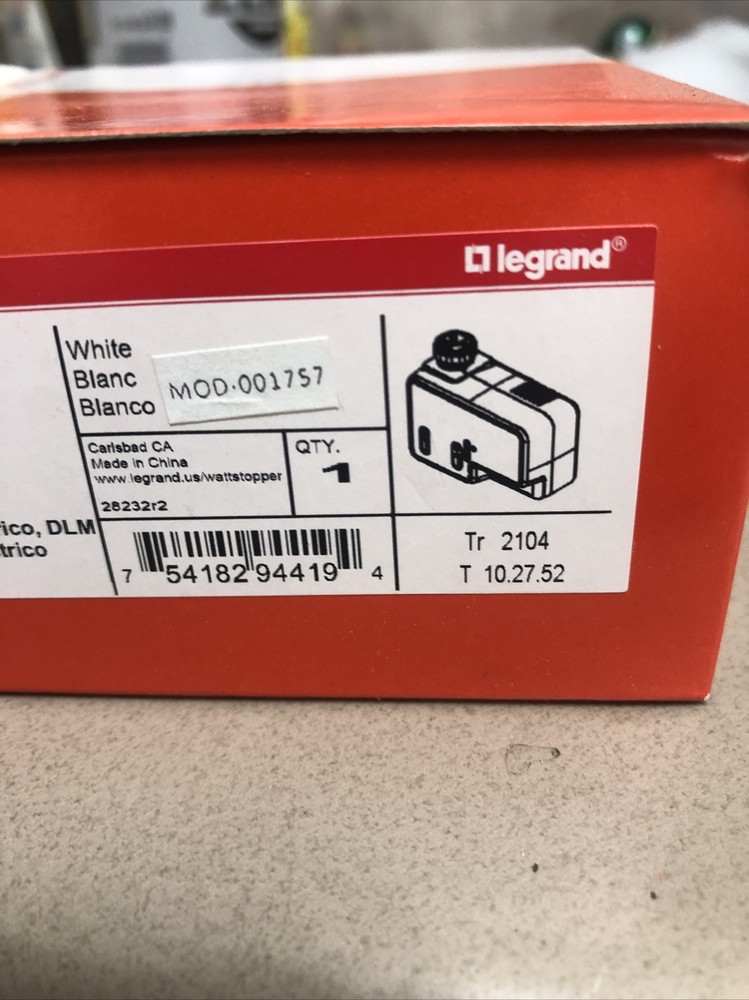 legrand®
White
Blanc
Blanco
MOD.001757
Carlsbad CA
Made in China
www.legrand.us/wattstopper
28232r2
QTY.
1
rico, DLM
trico
7 54182 94419 4
Tr 2104
T 10.27.52